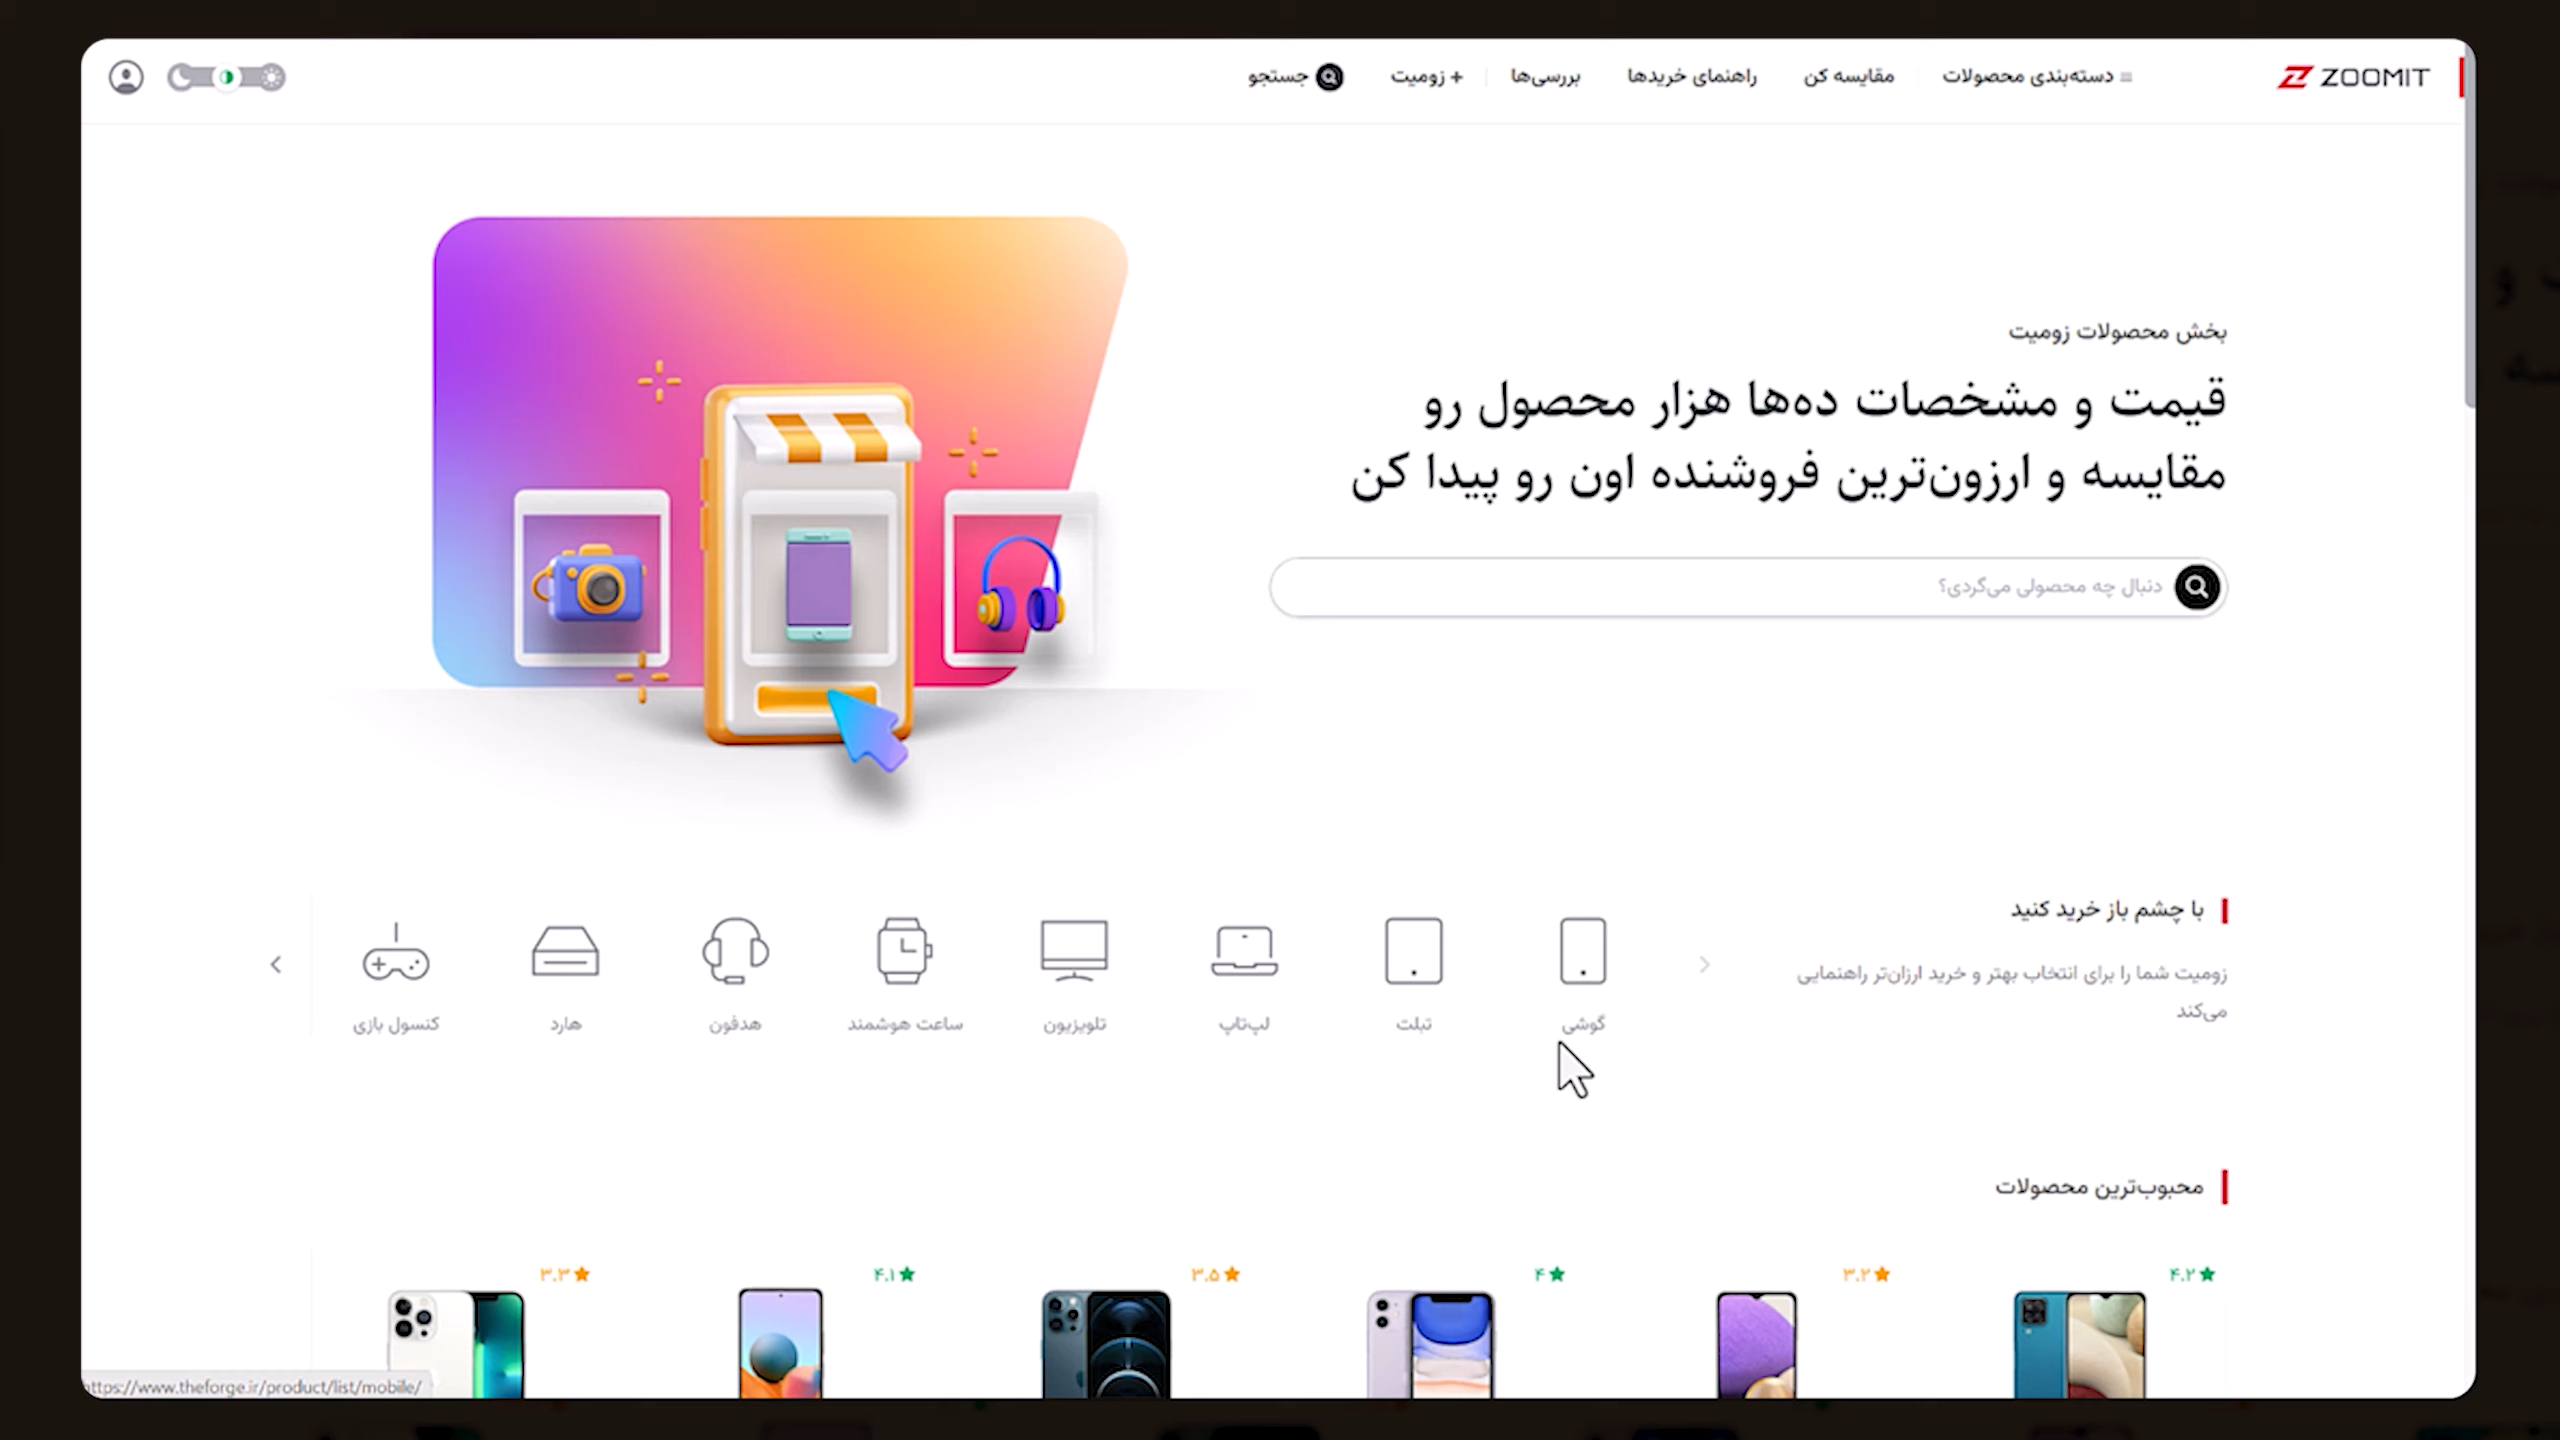 ZOOMIT
دسته‌بندی محصولات
مقایسه کن
راهنمای خریدها
بررسی‌ها
+ زومیت
جستجو
بخش محصولات زومیت
قیمت و مشخصات ده‌ها هزار محصول رو
مقایسه و ارزون‌ترین فروشنده اون رو پیدا کن
دنبال چه محصولی می‌گردی؟
با چشم باز خرید کنید
زومیت شما را برای انتخاب بهتر و خرید ارزان‌تر راهنمایی
می‌کند
گوشی
تبلت
لپ‌تاپ
تلویزیون
ساعت هوشمند
هدفون
هارد
کنسول بازی
محبوب‌ترین محصولات
۴.۲
۳.۲
۴
۳.۵
۴.۱
۳.۳
https://www.theforge.ir/product/list/mobile/